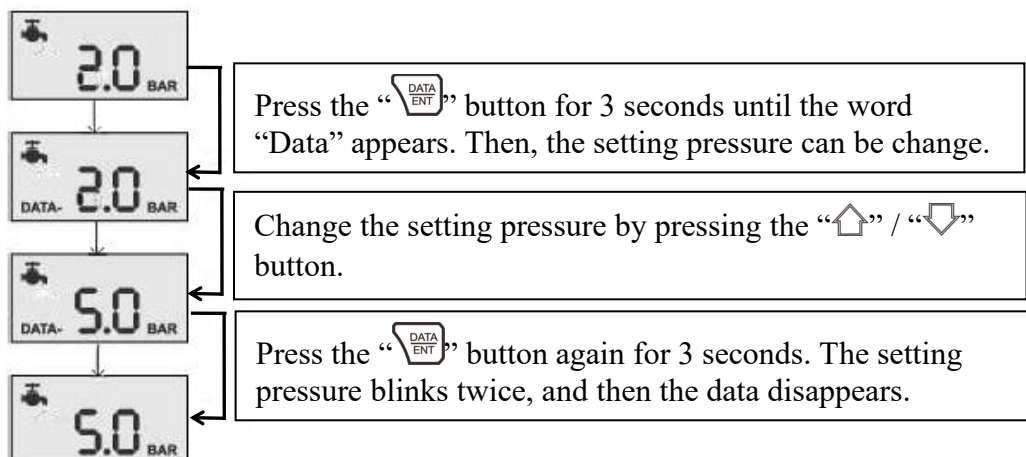 2.0 BAR
Press the “DATA ENT” button for 3 seconds until the word
“Data” appears. Then, the setting pressure can be change.
DATA- 2.0 BAR
Change the setting pressure by pressing the “⇧” / “⇩”
button.
DATA- 5.0 BAR
Press the “DATA ENT” button again for 3 seconds. The setting
pressure blinks twice, and then the data disappears.
5.0 BAR